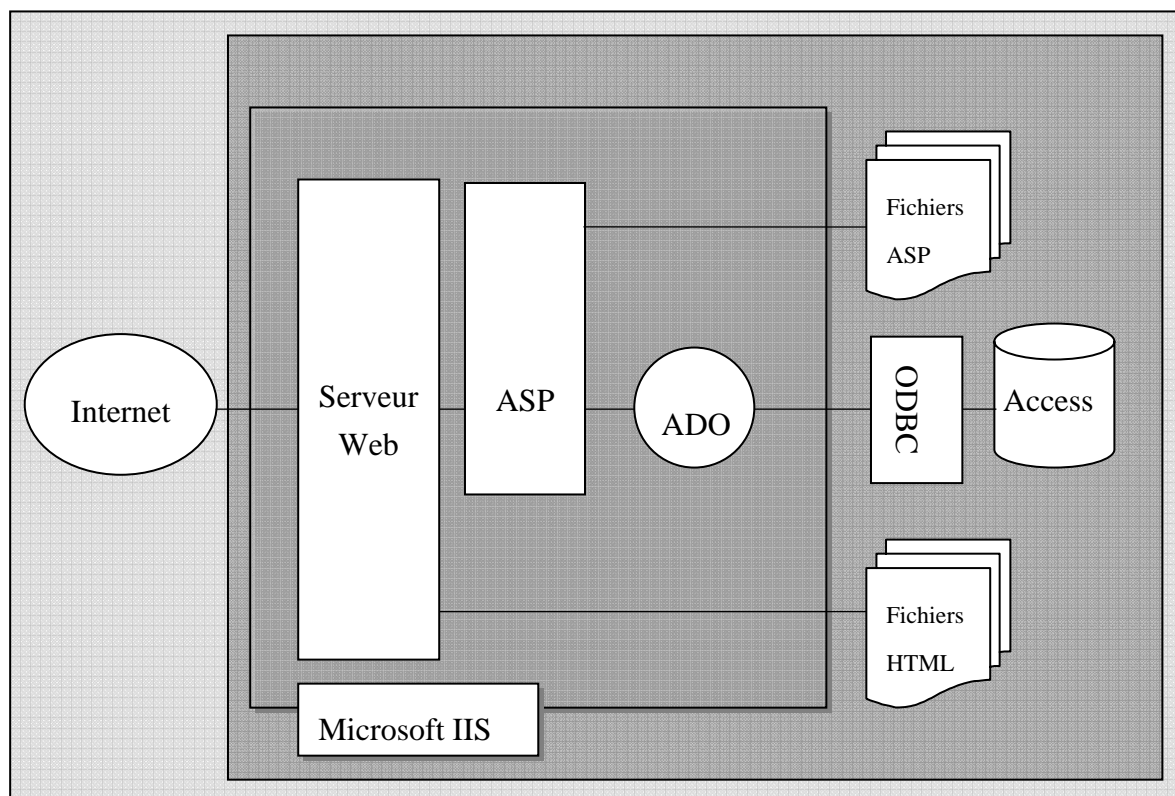 Internet
Serveur
Web
ASP
ADO
Fichiers
ASP
ODBC
Access
Fichiers
HTML
Microsoft IIS